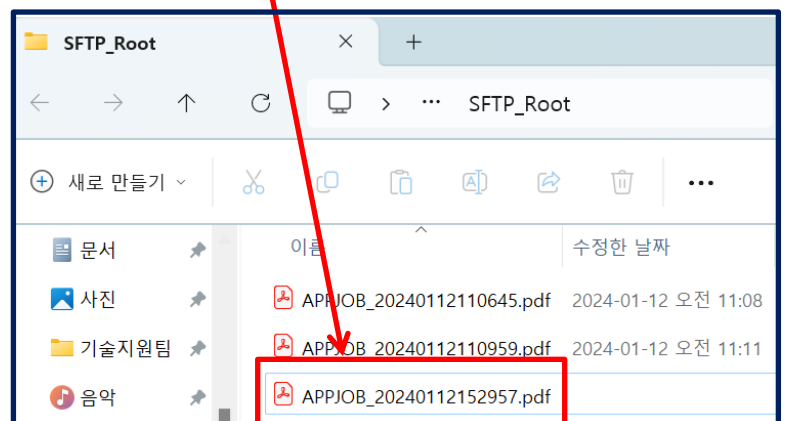 SFTP_Root
SFTP_Root
새로 만들기
이름 수정한 날짜
문서
사진
기술지원팀
음악
APPJOB_20240112110645.pdf 2024-01-12 오전 11:08
APPJOB_20240112110959.pdf 2024-01-12 오전 11:11
APPJOB_20240112152957.pdf